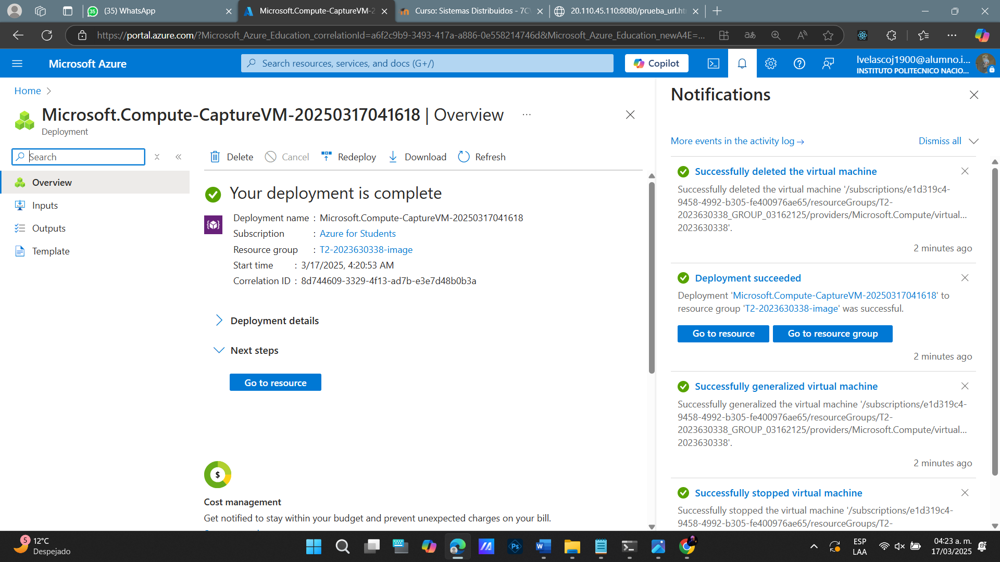 (35) WhatsApp
Microsoft.Compute-CaptureVM-2
Curso: Sistemas Distribuidos - 7CV
20.110.45.110:8080/prueba_url.ht
https://portal.azure.com/?Microsoft_Azure_Education_correlationId=a6f2c9b9-3493-417a-a886-0e558214746d&Microsoft_Azure_Education_newA4E=...
Microsoft Azure
Search resources, services, and docs (G+/)
Copilot
lvelascoj1900@alumno.i...
INSTITUTO POLITECNICO NACIO...
Home
Microsoft.Compute-CaptureVM-20250317041618 | Overview
Deployment
Search
Overview
Inputs
Outputs
Template
Delete
Cancel
Redeploy
Download
Refresh
Your deployment is complete
Deployment name : Microsoft.Compute-CaptureVM-20250317041618
Subscription : Azure for Students
Resource group : T2-2023630338-image
Start time : 3/17/2025, 4:20:53 AM
Correlation ID : 8d744609-3329-4f13-ad7b-e3e7d48b0b3a
Deployment details
Next steps
Go to resource
Cost management
Get notified to stay within your budget and prevent unexpected charges on your bill.
Notifications
More events in the activity log →
Dismiss all
Successfully deleted the virtual machine
Successfully deleted the virtual machine '/subscriptions/e1d319c4-
9458-4992-b305-fe400976ae65/resourceGroups/T2-
2023630338_GROUP_03162125/providers/Microsoft.Compute/virtual...
2023630338'.
2 minutes ago
Deployment succeeded
Deployment 'Microsoft.Compute-CaptureVM-20250317041618' to
resource group 'T2-2023630338-image' was successful.
Go to resource
Go to resource group
2 minutes ago
Successfully generalized virtual machine
Successfully generalized the virtual machine '/subscriptions/e1d319c4-
9458-4992-b305-fe400976ae65/resourceGroups/T2-
2023630338_GROUP_03162125/providers/Microsoft.Compute/virtual...
2023630338'.
2 minutes ago
Successfully stopped virtual machine
Successfully stopped the virtual machine '/subscriptions/e1d319c4-
9458-4992-b305-fe400976ae65/resourceGroups/T2-
5
12°C
Despejado
ESP
LAA
04:23 a. m.
17/03/2025